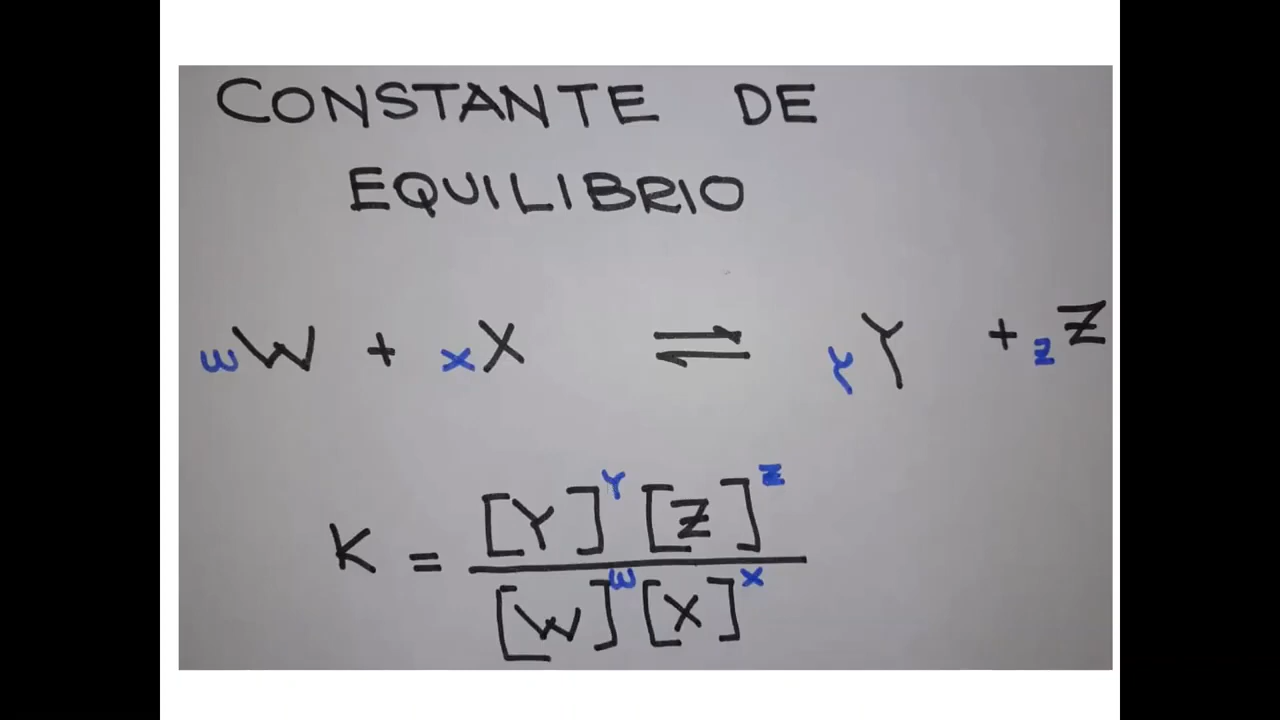 CONSTANTE DE
EQUILIBRIO
wW + xX ⇌ yY + zZ
K = [Y]^y [Z]^z
[W]^w [X]^x